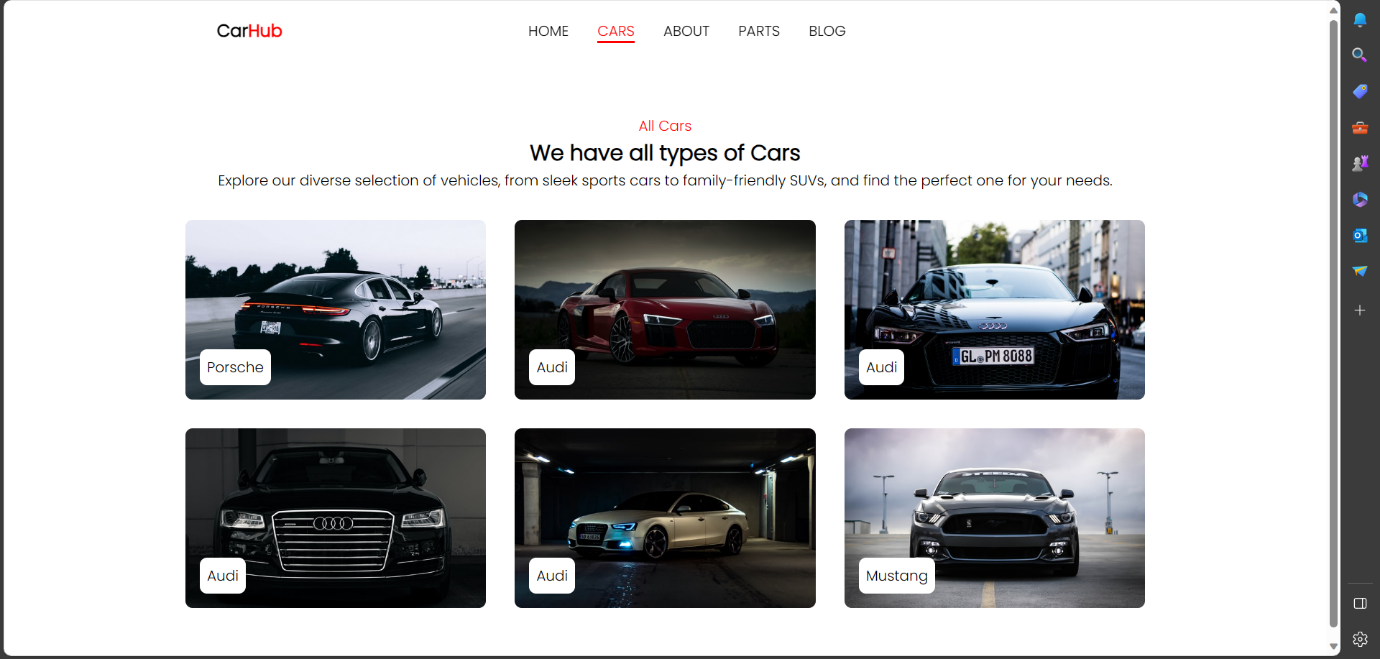 CarHub
HOME CARS ABOUT PARTS BLOG
All Cars
We have all types of Cars
Explore our diverse selection of vehicles, from sleek sports cars to family-friendly SUVs, and find the perfect one for your needs.
PORSCHE
Porsche
Audi
GL PM 8088
Audi
Audi
Audi
Mustang